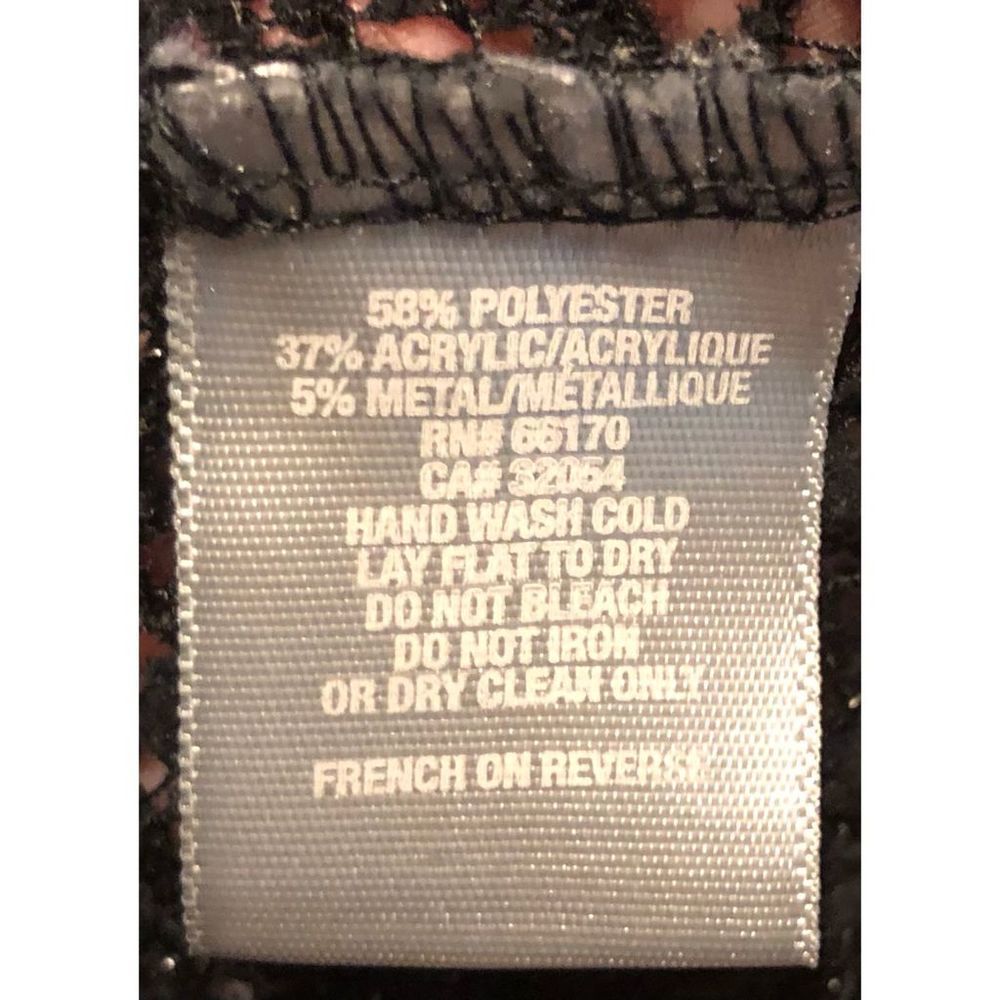 58% POLYESTER
37% ACRYLIC/ACRYLIQUE
5% METAL/MÉTALLIQUE
RN# 66170
CA# 32054
HAND WASH COLD
LAY FLAT TO DRY
DO NOT BLEACH
DO NOT IRON
OR DRY CLEAN ONLY
FRENCH ON REVERSE